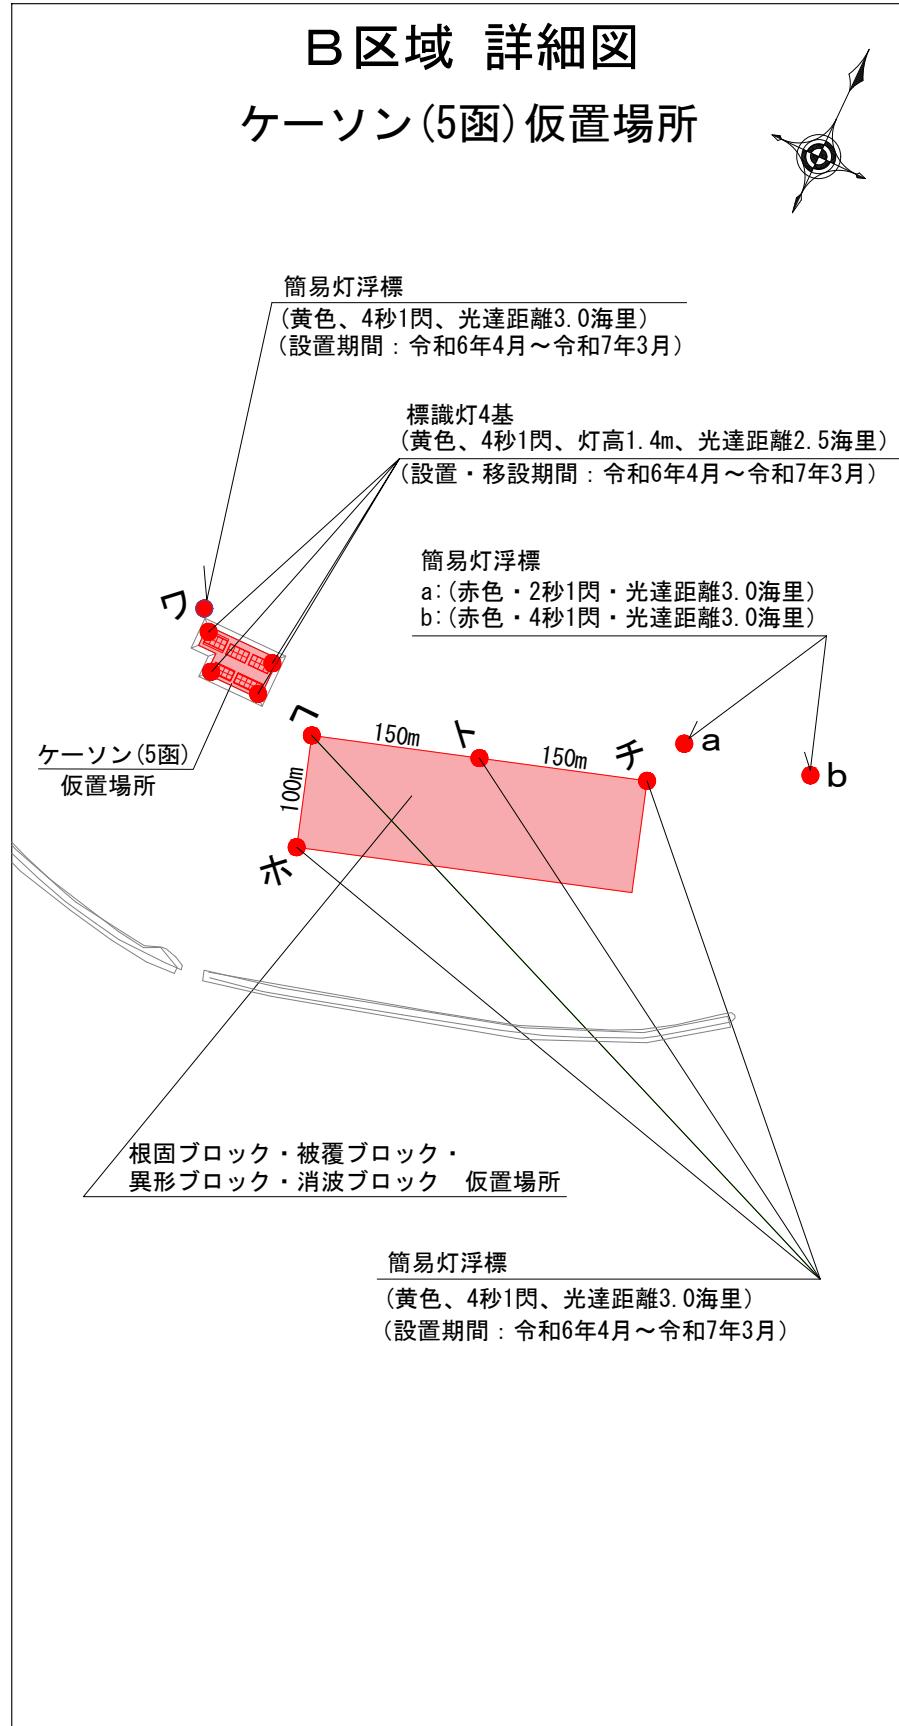 B区域 詳細図
ケーソン(5函)仮置場所
簡易灯浮標
(黄色、4秒1閃、光達距離3.0海里)
(設置期間：令和6年4月～令和7年3月)
標識灯4基
(黄色、4秒1閃、灯高1.4m、光達距離2.5海里)
(設置・移設期間：令和6年4月～令和7年3月)
簡易灯浮標
a:(赤色・2秒1閃・光達距離3.0海里)
b:(赤色・4秒1閃・光達距離3.0海里)
ワ
ヘ
150m
ト
150m
チ
a
b
ケーソン(5函)
仮置場所
100m
ホ
根固ブロック・被覆ブロック・
異形ブロック・消波ブロック　仮置場所
簡易灯浮標
(黄色、4秒1閃、光達距離3.0海里)
(設置期間：令和6年4月～令和7年3月)